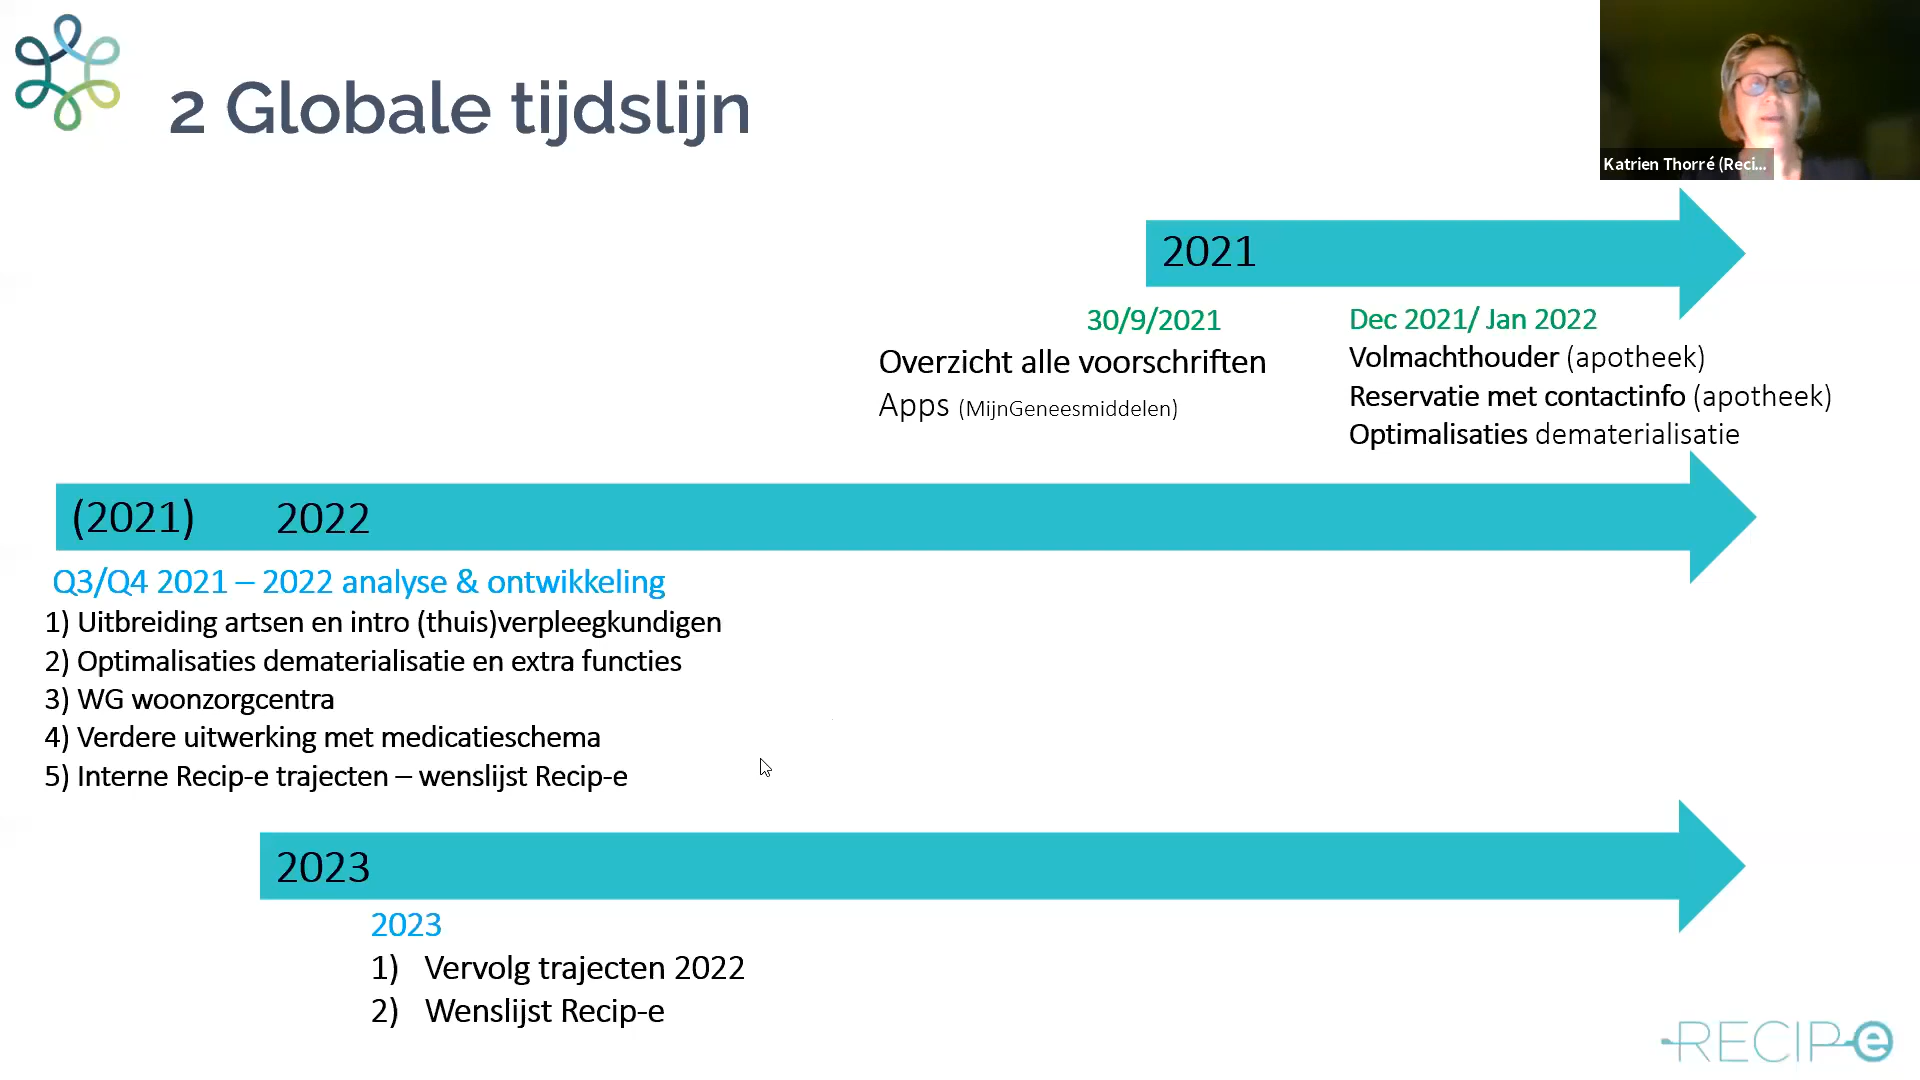 2 Globale tijdslijn
Katrien Thorré (Reci...
2021
30/9/2021
Overzicht alle voorschriften
Apps (MijnGeneesmiddelen)
Dec 2021/ Jan 2022
Volmachthouder (apotheek)
Reservatie met contactinfo (apotheek)
Optimalisaties dematerialisatie
(2021) 2022
Q3/Q4 2021 – 2022 analyse & ontwikkeling
1) Uitbreiding artsen en intro (thuis)verpleegkundigen
2) Optimalisaties dematerialisatie en extra functies
3) WG woonzorgcentra
4) Verdere uitwerking met medicatieschema
5) Interne Recip-e trajecten – wenslijst Recip-e
2023
2023
1) Vervolg trajecten 2022
2) Wenslijst Recip-e
RECIP-e